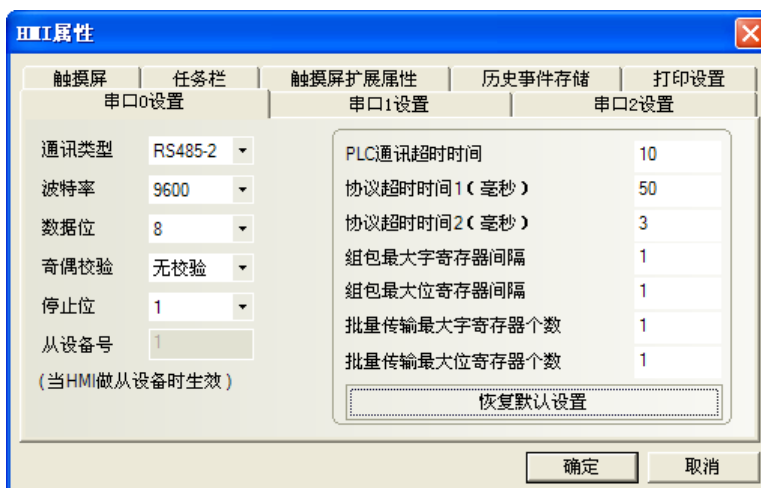 HMI属性
触摸屏 任务栏 触摸屏扩展属性 历史事件存储 打印设置
串口0设置 串口1设置 串口2设置
通讯类型 RS485-2
波特率 9600
数据位 8
奇偶校验 无校验
停止位 1
从设备号 1
(当HMI做从设备时生效)
PLC通讯超时时间 10
协议超时时间1(毫秒) 50
协议超时时间2(毫秒) 3
组包最大字寄存器间隔 1
组包最大位寄存器间隔 1
批量传输最大字寄存器个数 1
批量传输最大位寄存器个数 1
恢复默认设置
确定 取消